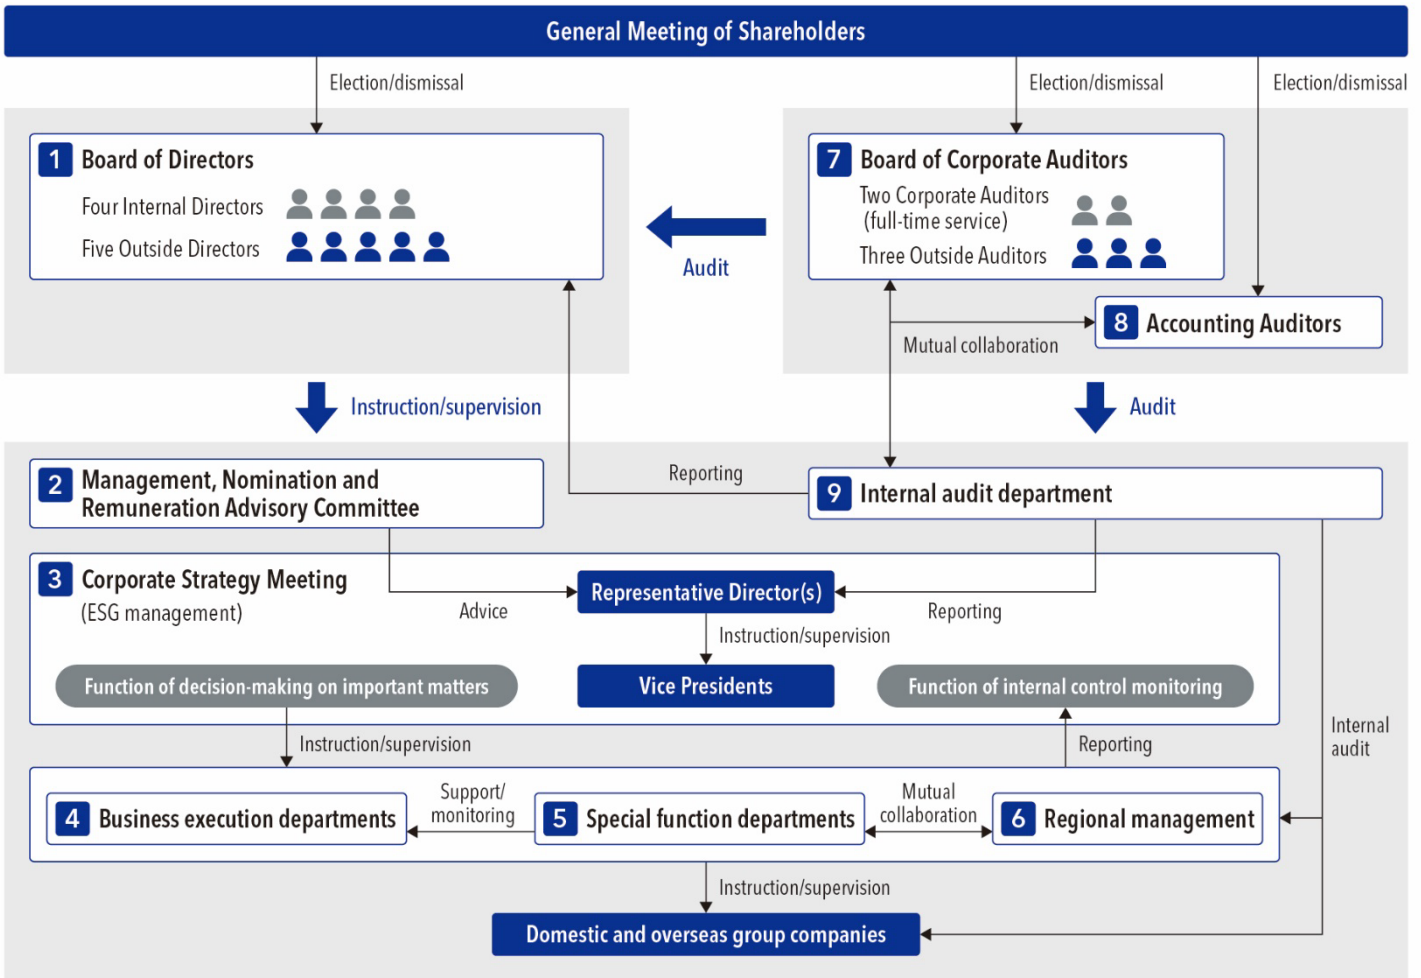 General Meeting of Shareholders
Election/dismissal
Election/dismissal
Election/dismissal
1 Board of Directors
Four Internal Directors
Five Outside Directors
Audit
7 Board of Corporate Auditors
Two Corporate Auditors
(full-time service)
Three Outside Auditors
8 Accounting Auditors
Mutual collaboration
Instruction/supervision
Audit
2 Management, Nomination and
Remuneration Advisory Committee
Reporting
9 Internal audit department
3 Corporate Strategy Meeting
(ESG management)
Advice
Representative Director(s)
Reporting
Instruction/supervision
Function of decision-making on important matters
Vice Presidents
Function of internal control monitoring
Instruction/supervision
Reporting
Internal
audit
4 Business execution departments
Support/
monitoring
5 Special function departments
Mutual
collaboration
6 Regional management
Instruction/supervision
Domestic and overseas group companies